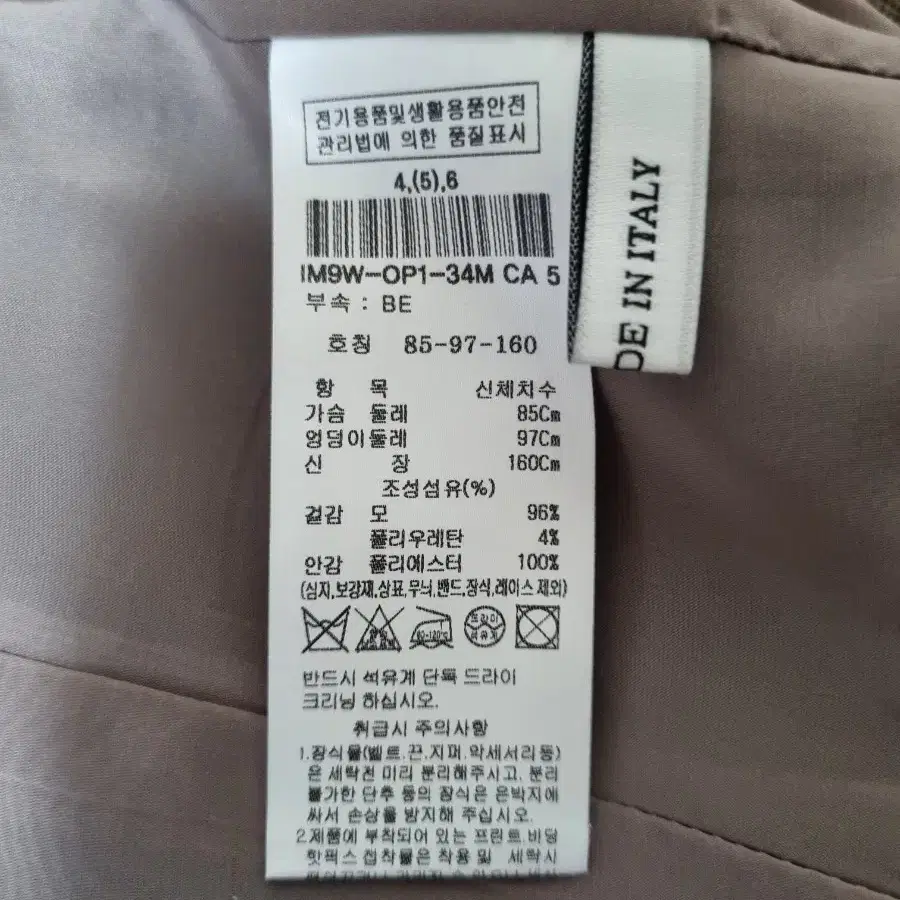 전기용품및생활용품안전
관리법에 의한 품질표시
4,(5),6
IM9W-OP1-34M CA 5
부속 : BE
호칭 85-97-160
항 목 신체치수
가슴 둘레 85Cm
엉덩이둘레 97Cm
신 장 160Cm
조성섬유(%)
겉감 모 96%
폴리우레탄 4%
안감 폴리에스터 100%
(심지,보강재,상표,무늬,밴드,장식,레이스 제외)
80-120℃
드라이
석유계
반드시 석유계 단독 드라이
크리닝 하십시오.
취급시 주의사항
1.장식물(벨트.끈.지퍼.악세서리등)
은 세탁전 미리 분리해주시고, 분리
불가한 단추 등의 장식은 은박지에
싸서 손상을 방지해 주십시오.
2.제품에 부착되어 있는 프린트.비딩
핫픽스 접착물은 착용 및 세탁시
DE IN ITALY